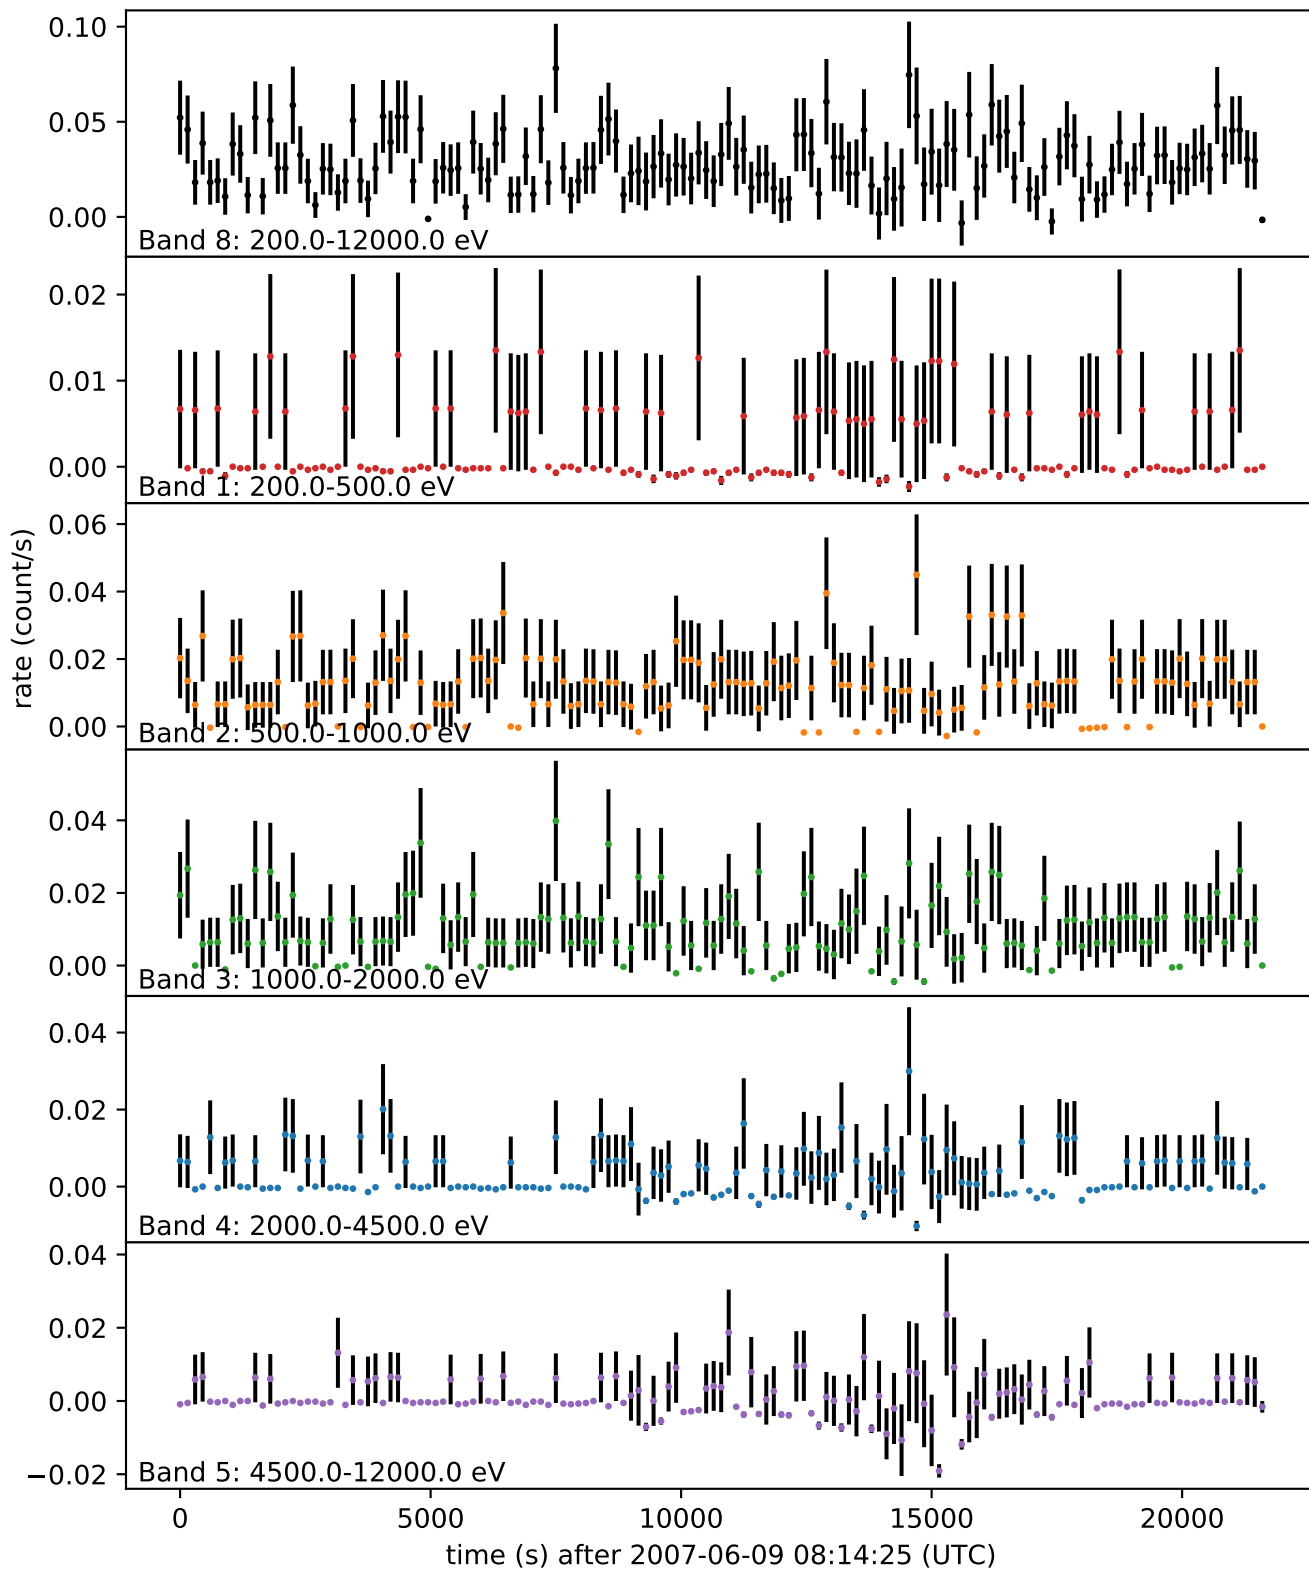 0.10
0.05
0.00
Band 8: 200.0-12000.0 eV
0.02
0.01
0.00
Band 1: 200.0-500.0 eV
0.06
0.04
0.02
0.00
Band 2: 500.0-1000.0 eV
rate (count/s)
0.04
0.02
0.00
Band 3: 1000.0-2000.0 eV
0.04
0.02
0.00
Band 4: 2000.0-4500.0 eV
0.04
0.02
0.00
−0.02
Band 5: 4500.0-12000.0 eV
0 5000 10000 15000 20000
time (s) after 2007-06-09 08:14:25 (UTC)